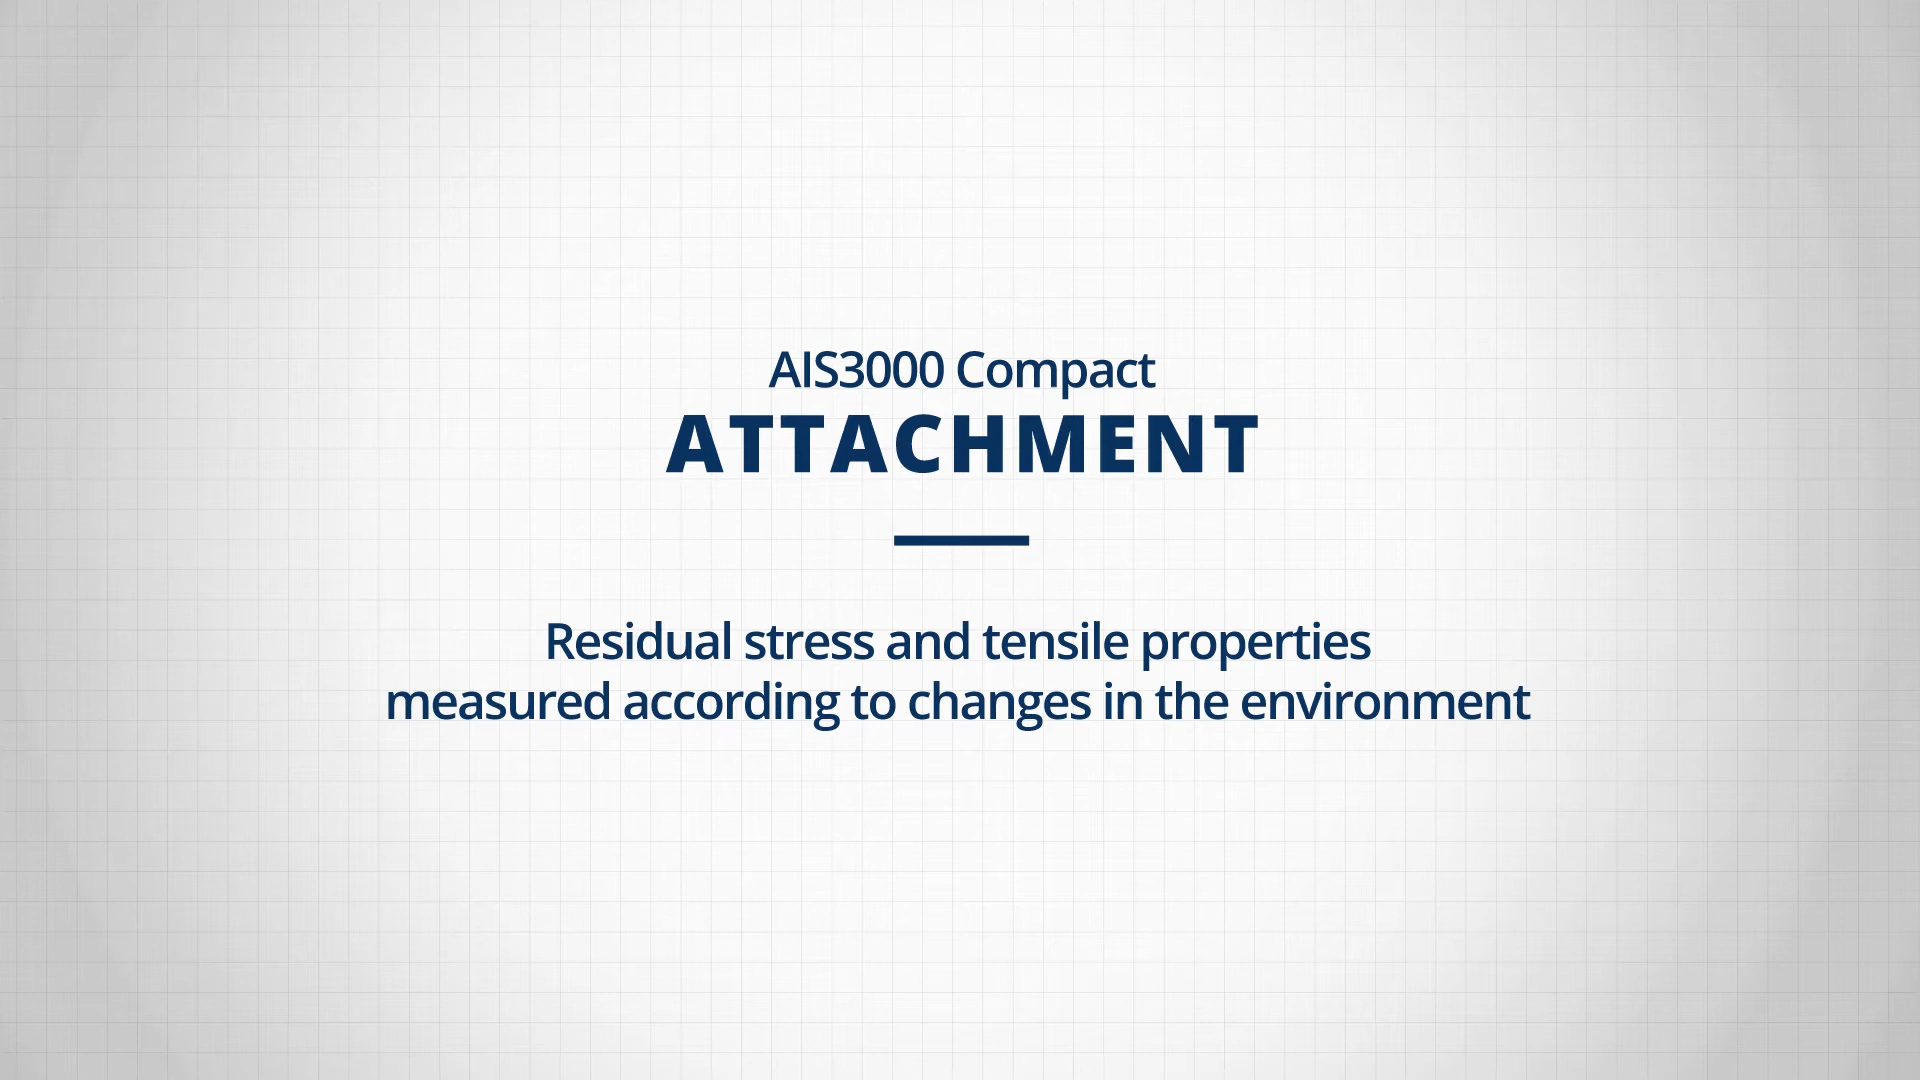 AIS3000 Compact
ATTACHMENT
Residual stress and tensile properties
measured according to changes in the environment